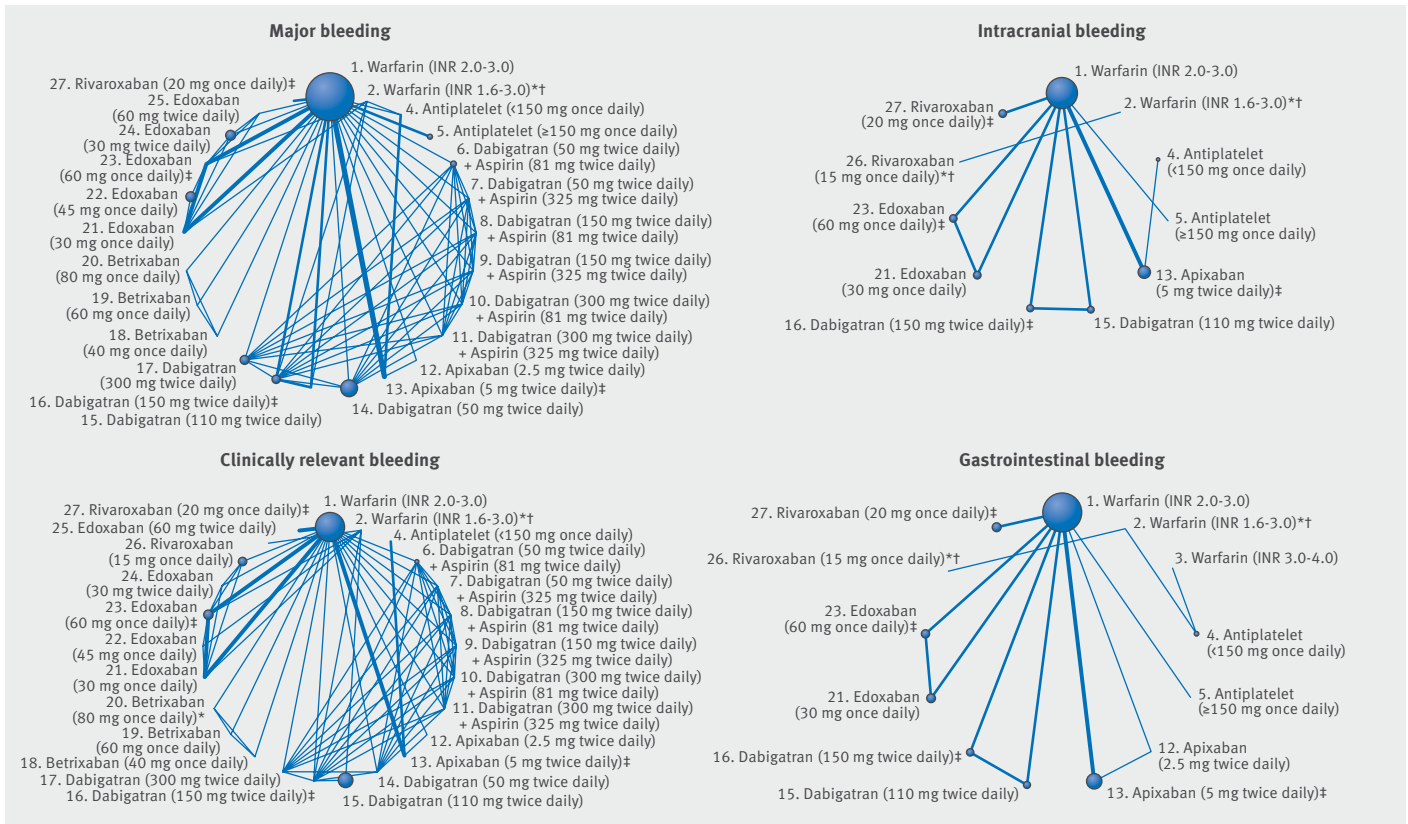 Major bleeding
1. Warfarin (INR 2.0-3.0)
2. Warfarin (INR 1.6-3.0)*†
4. Antiplatelet (<150 mg once daily)
5. Antiplatelet (≥150 mg once daily)
6. Dabigatran (50 mg twice daily)
+ Aspirin (81 mg twice daily)
7. Dabigatran (50 mg twice daily)
+ Aspirin (325 mg twice daily)
8. Dabigatran (150 mg twice daily)
+ Aspirin (81 mg twice daily)
9. Dabigatran (150 mg twice daily)
+ Aspirin (325 mg twice daily)
10. Dabigatran (300 mg twice daily)
+ Aspirin (81 mg twice daily)
11. Dabigatran (300 mg twice daily)
+ Aspirin (325 mg twice daily)
12. Apixaban (2.5 mg twice daily)
13. Apixaban (5 mg twice daily)‡
14. Dabigatran (50 mg twice daily)
15. Dabigatran (110 mg twice daily)
16. Dabigatran (150 mg twice daily)‡
17. Dabigatran
(300 mg twice daily)
18. Betrixaban
(40 mg once daily)
19. Betrixaban
(60 mg once daily)
20. Betrixaban
(80 mg once daily)
21. Edoxaban
(30 mg once daily)
22. Edoxaban
(45 mg once daily)
23. Edoxaban
(60 mg once daily)‡
24. Edoxaban
(30 mg twice daily)
25. Edoxaban
(60 mg twice daily)
27. Rivaroxaban (20 mg once daily)‡
Intracranial bleeding
1. Warfarin (INR 2.0-3.0)
2. Warfarin (INR 1.6-3.0)*†
4. Antiplatelet
(<150 mg once daily)
5. Antiplatelet
(≥150 mg once daily)
13. Apixaban
(5 mg twice daily)‡
15. Dabigatran (110 mg twice daily)
16. Dabigatran (150 mg twice daily)‡
21. Edoxaban
(30 mg once daily)
23. Edoxaban
(60 mg once daily)‡
26. Rivaroxaban
(15 mg once daily)*†
27. Rivaroxaban
(20 mg once daily)‡
Clinically relevant bleeding
1. Warfarin (INR 2.0-3.0)
2. Warfarin (INR 1.6-3.0)*†
4. Antiplatelet (<150 mg once daily)
6. Dabigatran (50 mg twice daily)
+ Aspirin (81 mg twice daily)
7. Dabigatran (50 mg twice daily)
+ Aspirin (325 mg twice daily)
8. Dabigatran (150 mg twice daily)
+ Aspirin (81 mg twice daily)
9. Dabigatran (150 mg twice daily)
+ Aspirin (325 mg twice daily)
10. Dabigatran (300 mg twice daily)
+ Aspirin (81 mg twice daily)
11. Dabigatran (300 mg twice daily)
+ Aspirin (325 mg twice daily)
12. Apixaban (2.5 mg twice daily)
13. Apixaban (5 mg twice daily)‡
14. Dabigatran (50 mg twice daily)
15. Dabigatran (110 mg twice daily)
16. Dabigatran (150 mg twice daily)‡
17. Dabigatran (300 mg twice daily)
18. Betrixaban (40 mg once daily)
19. Betrixaban
(60 mg once daily)
20. Betrixaban
(80 mg once daily)*
21. Edoxaban
(30 mg once daily)
22. Edoxaban
(45 mg once daily)
23. Edoxaban
(60 mg once daily)‡
24. Edoxaban
(30 mg twice daily)
26. Rivaroxaban
(15 mg once daily)
25. Edoxaban (60 mg twice daily)
27. Rivaroxaban (20 mg once daily)‡
Gastrointestinal bleeding
1. Warfarin (INR 2.0-3.0)
2. Warfarin (INR 1.6-3.0)*†
3. Warfarin (INR 3.0-4.0)
4. Antiplatelet
(<150 mg once daily)
5. Antiplatelet
(≥150 mg once daily)
12. Apixaban
(2.5 mg twice daily)
13. Apixaban (5 mg twice daily)‡
15. Dabigatran (110 mg twice daily)
16. Dabigatran (150 mg twice daily)‡
21. Edoxaban
(30 mg once daily)
23. Edoxaban
(60 mg once daily)‡
26. Rivaroxaban (15 mg once daily)*†
27. Rivaroxaban (20 mg once daily)‡